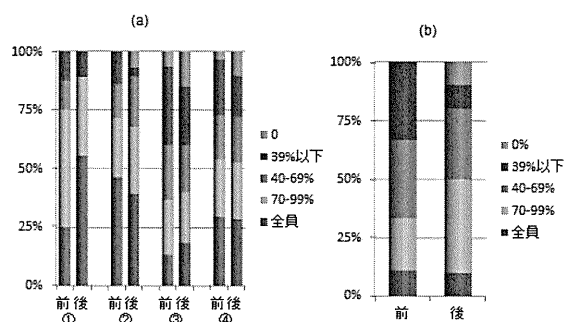 (a)
100%
75%
50%
25%
0%
前 後 前 後 前 後 前 後
① ② ③ ④
0
39%以下
40-69%
70-99%
全員
(b)
100%
75%
50%
25%
0%
前 後
0%
39%以下
40-69%
70-99%
全員